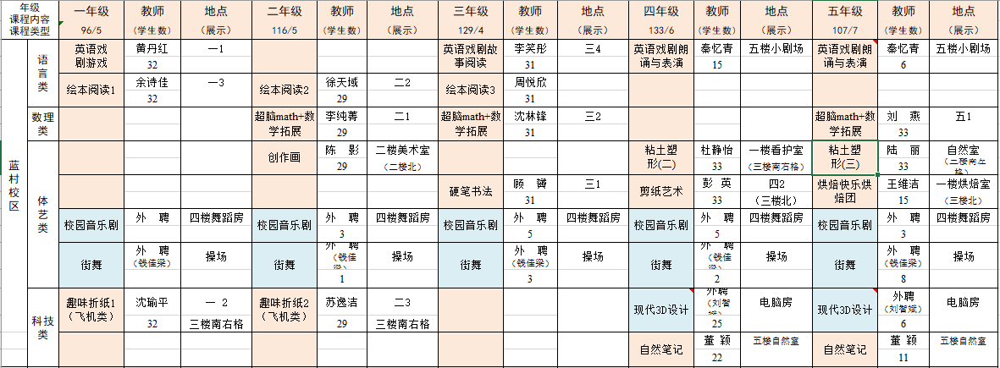 年级 一年级 教师 地点 二年级 教师 地点 三年级 教师 地点 四年级 教师 地点 五年级 教师 地点
课程内容
课程类型 96/5 (学生数) (展示) 116/5 (学生数) (展示) 129/4 (学生数) (展示) 133/6 (学生数) (展示) 107/7 (学生数) (展示)
蓝村校区
语言类
英语戏剧游戏 黄丹红 一1 英语戏剧故事阅读 李笑彤 三4 英语戏剧朗诵与表演 秦忆青 五楼小剧场 英语戏剧朗诵与表演 秦忆青 五楼小剧场
32 31 15 6
绘本阅读1 余诗佳 一3 绘本阅读2 徐天域 二2 绘本阅读3 周悦欣
32 29 31
数理类
超脑math+数学拓展 李纯菁 二1 超脑math+数学拓展 沈林锋 三2 超脑math+数学拓展 刘 燕 五1
29 31 33
体艺类
创作画 陈 影 二楼美术室 粘土塑形(二) 杜静怡 一楼看护室 粘土塑形(三) 陆 丽 自然室
29 (二楼北) 33 (三楼南右格) 33 (三楼南左格)
硬笔书法 顾 赟 三1 剪纸艺术 彭 英 四2 烘焙快乐烘焙团 王维洁 一楼烘焙室
31 33 (三楼北) 15 (三楼北)
校园音乐剧 外 聘 四楼舞蹈房 校园音乐剧 外 聘 四楼舞蹈房 校园音乐剧 外 聘 四楼舞蹈房 校园音乐剧 外 聘 四楼舞蹈房 校园音乐剧 外 聘 四楼舞蹈房
3 5 5 3
街舞 外 聘(钱佳梁) 操场 街舞 外 聘(钱佳梁) 操场 街舞 外 聘(钱佳梁) 操场 街舞 外 聘(钱佳梁) 操场 街舞 外 聘(钱佳梁) 操场
1 3 2 8
科技类
趣味折纸1(飞机类) 沈瑜平 一 2 趣味折纸2(飞机类) 苏逸洁 二3 现代3D设计 外聘(刘智斌) 电脑房 现代3D设计 外聘(刘智斌) 电脑房
32 三楼南右格 29 三楼南右格 25 6
自然笔记 董 颖 五楼自然室 自然笔记 董 颖 五楼自然室
22 11